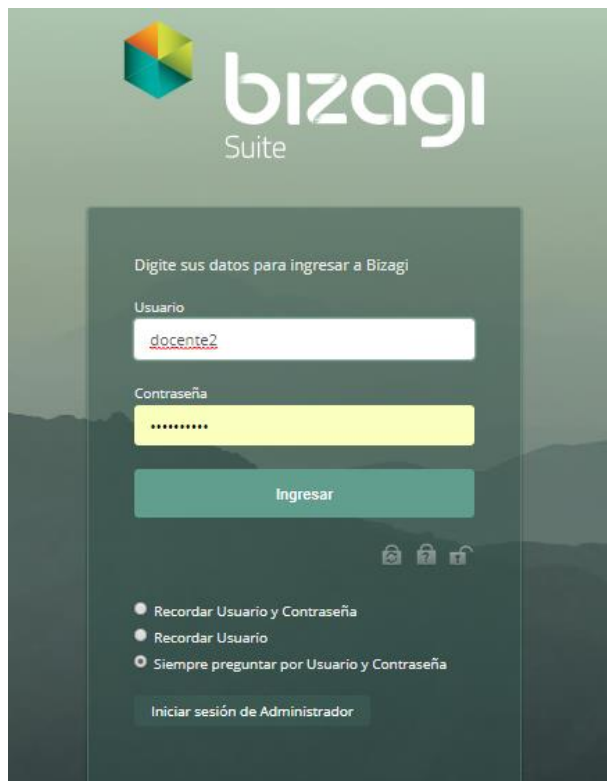 bizagi
Suite
Digite sus datos para ingresar a Bizagi
Usuario
docente2
Contraseña
••••••••••
Ingresar
Recordar Usuario y Contraseña
Recordar Usuario
Siempre preguntar por Usuario y Contraseña
Iniciar sesión de Administrador